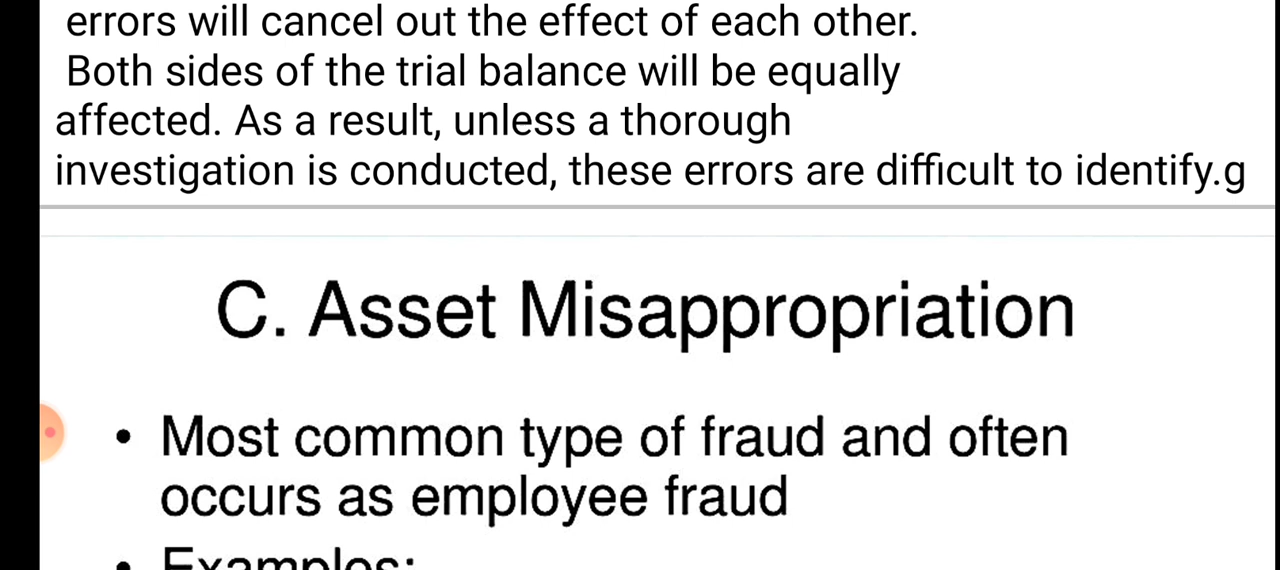 errors will cancel out the effect of each other.
Both sides of the trial balance will be equally
affected. As a result, unless a thorough
investigation is conducted, these errors are difficult to identify.g
C. Asset Misappropriation
• Most common type of fraud and often
occurs as employee fraud
• Examples: